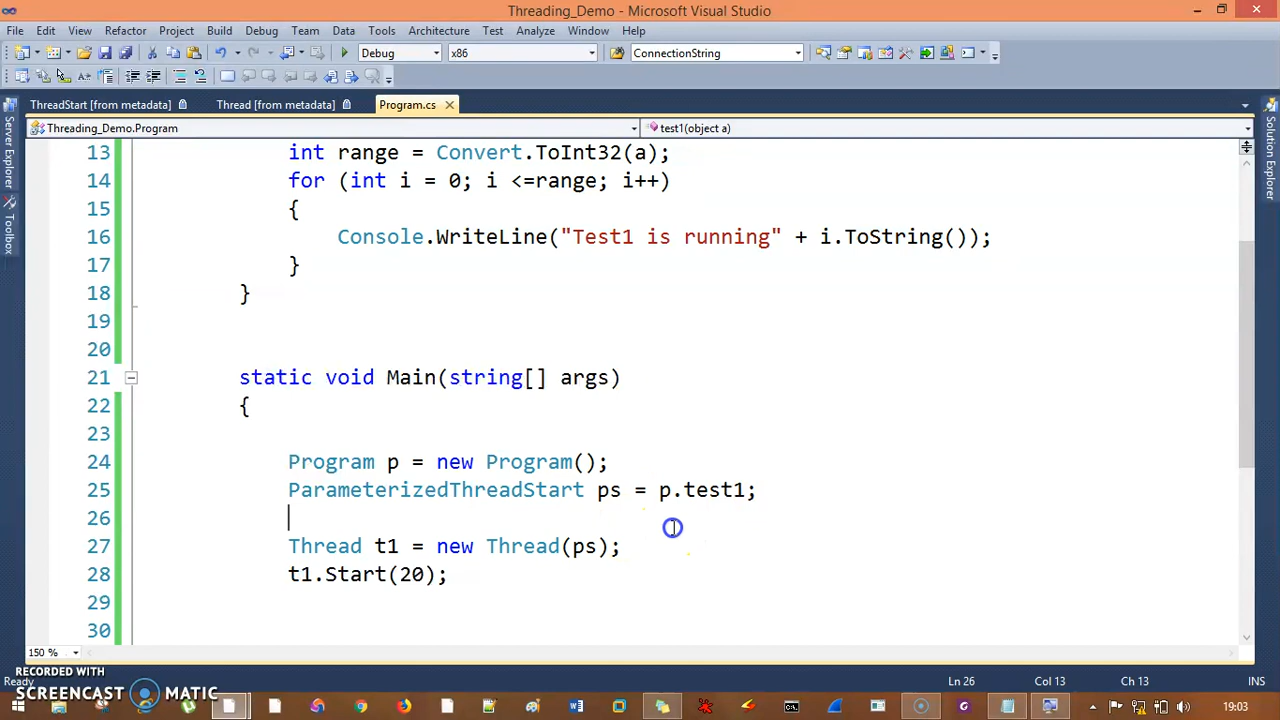 Threading_Demo - Microsoft Visual Studio
File Edit View Refactor Project Build Debug Team Data Tools Architecture Test Analyze Window Help
Debug x86 ConnectionString
ThreadStart [from metadata] Thread [from metadata] Program.cs
Threading_Demo.Program test1(object a)
Server Explorer
Toolbox
Solution Explorer
13 int range = Convert.ToInt32(a);
14 for (int i = 0; i <=range; i++)
15 {
16 Console.WriteLine("Test1 is running" + i.ToString());
17 }
18 }
19
20
21 static void Main(string[] args)
22 {
23
24 Program p = new Program();
25 ParameterizedThreadStart ps = p.test1;
26
27 Thread t1 = new Thread(ps);
28 t1.Start(20);
29
30
150 %
RECORDED WITH
Ready Ln 26 Col 13 Ch 13 INS
SCREENCAST MATIC
19:03